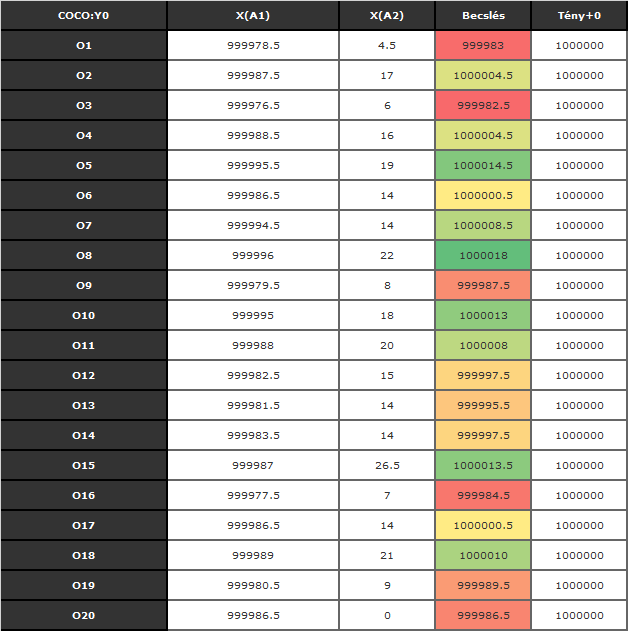 COCO:Y0 X(A1) X(A2) Becslés Tény+0
O1 999978.5 4.5 999983 1000000
O2 999987.5 17 1000004.5 1000000
O3 999976.5 6 999982.5 1000000
O4 999988.5 16 1000004.5 1000000
O5 999995.5 19 1000014.5 1000000
O6 999986.5 14 1000000.5 1000000
O7 999994.5 14 1000008.5 1000000
O8 999996 22 1000018 1000000
O9 999979.5 8 999987.5 1000000
O10 999995 18 1000013 1000000
O11 999988 20 1000008 1000000
O12 999982.5 15 999997.5 1000000
O13 999981.5 14 999995.5 1000000
O14 999983.5 14 999997.5 1000000
O15 999987 26.5 1000013.5 1000000
O16 999977.5 7 999984.5 1000000
O17 999986.5 14 1000000.5 1000000
O18 999989 21 1000010 1000000
O19 999980.5 9 999989.5 1000000
O20 999986.5 0 999986.5 1000000